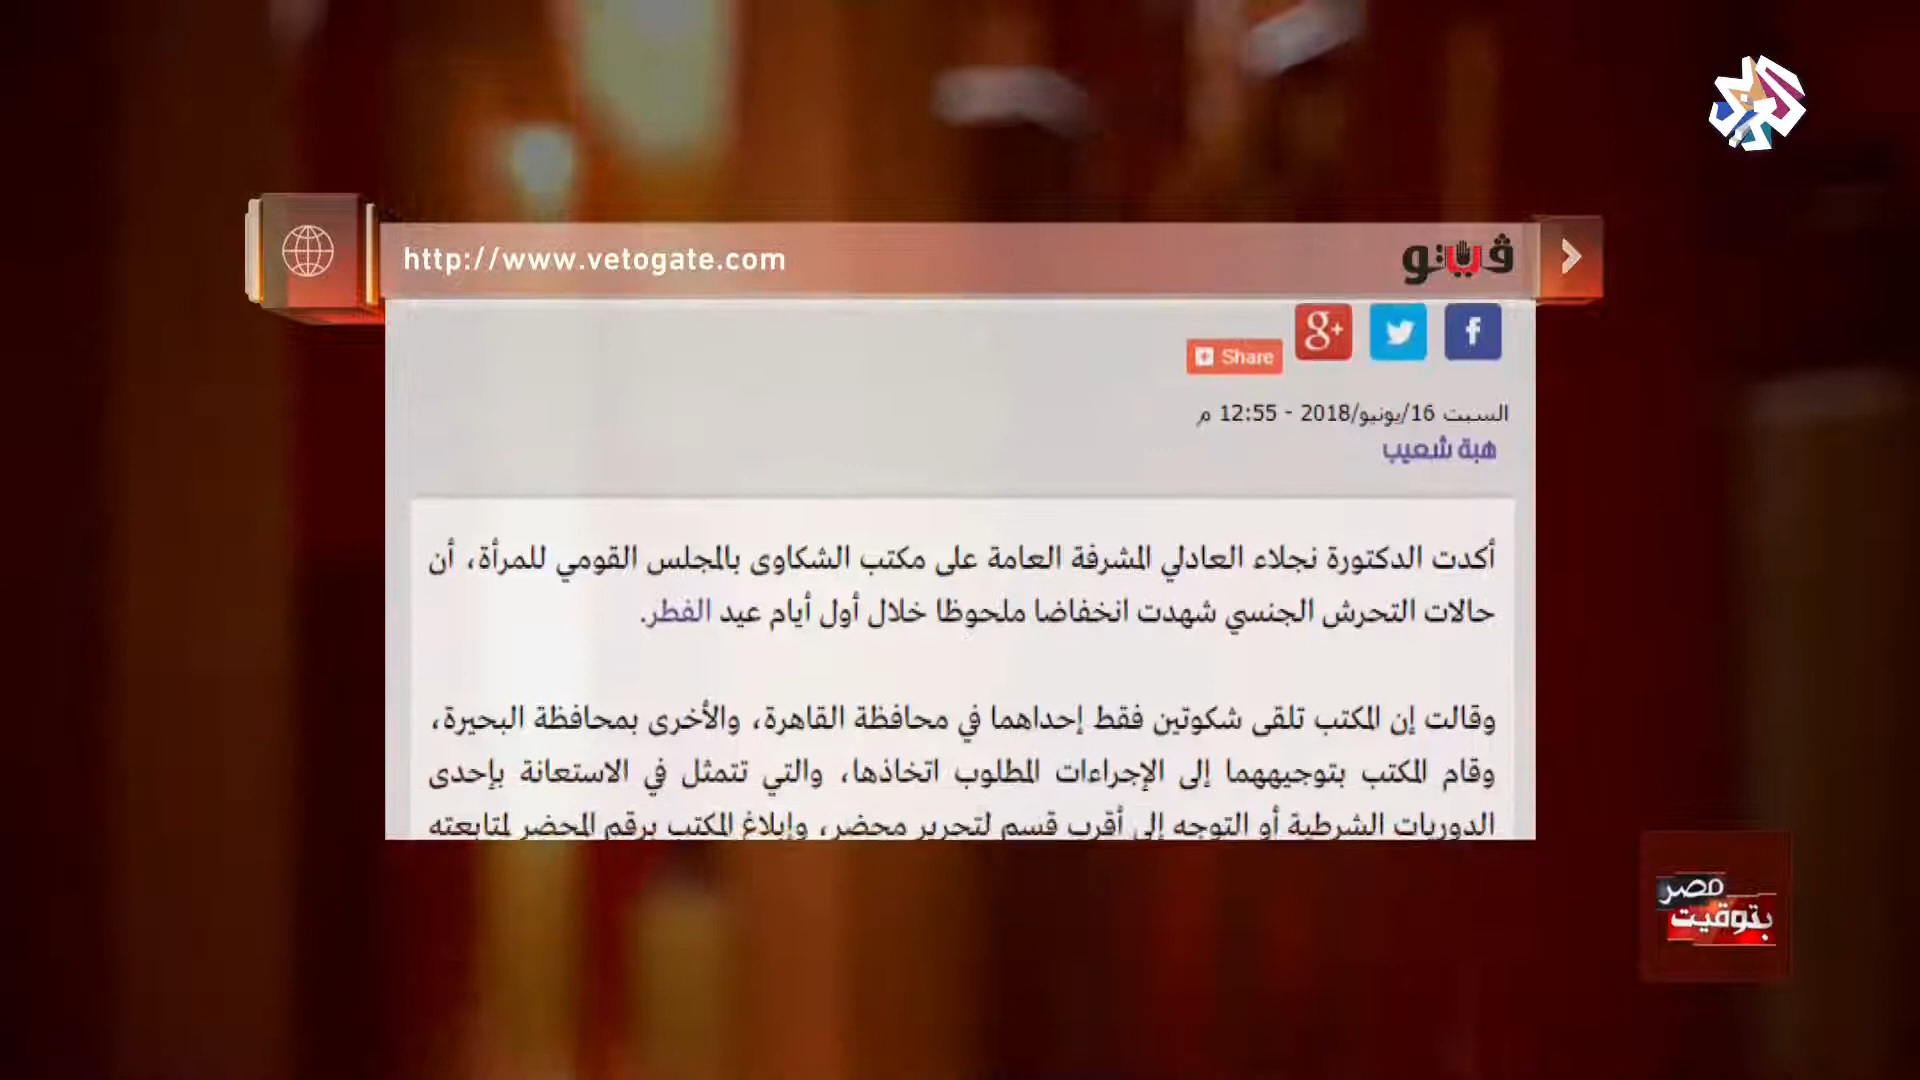 http://www.vetogate.com
ڤيتو
Share
g+
f
السبت 16/يونيو/2018 - 12:55 م
هبة شعيب
أكدت الدكتورة نجلاء العادلي المشرفة العامة على مكتب الشكاوى بالمجلس القومي للمرأة، أن
حالات التحرش الجنسي شهدت انخفاضا ملحوظا خلال أول أيام عيد الفطر.
وقالت إن المكتب تلقى شكوتين فقط إحداهما في محافظة القاهرة، والأخرى بمحافظة البحيرة،
وقام المكتب بتوجيههما إلى الإجراءات المطلوب اتخاذها، والتي تتمثل في الاستعانة بإحدى
الدوريات الشرطية أو التوجه إلى أقرب قسم لتحرير محضر، وإبلاغ المكتب برقم المحضر لمتابعته
بتوقيت
مصر